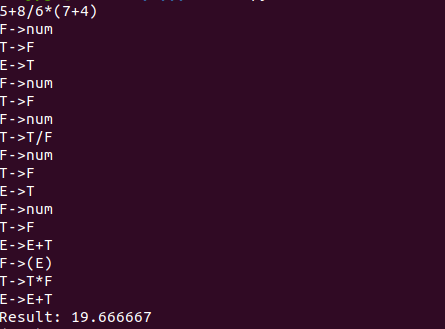 5+8/6*(7+4)
F->num
T->F
E->T
F->num
T->F
F->num
T->T/F
F->num
T->F
E->T
F->num
T->F
E->E+T
F->(E)
T->T*F
E->E+T
Result: 19.666667